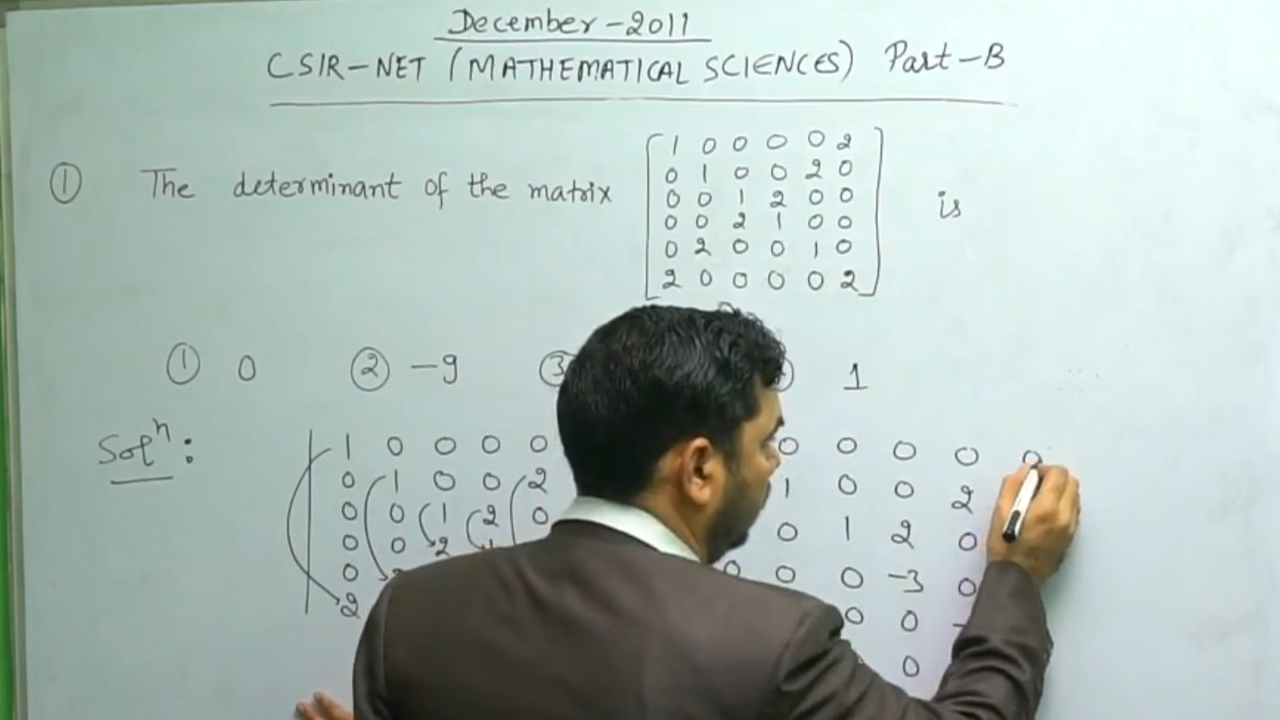 December-2011
CSIR-NET (MATHEMATICAL SCIENCES) Part-B
① The determinant of the matrix
1 0 0 0 0 2
0 1 0 0 2 0
0 0 1 2 0 0
0 0 2 1 0 0
0 2 0 0 1 0
2 0 0 0 0 2
is
① 0 ② -9 ③ 1
Solⁿ:
1 0 0 0 0 0 0 0 0 0
0 1 0 0 2 1 0 0 2
0 0 1 2 0 0 1 2 0
0 0 2 0 0 0 -3 0
0 0 0
2 0